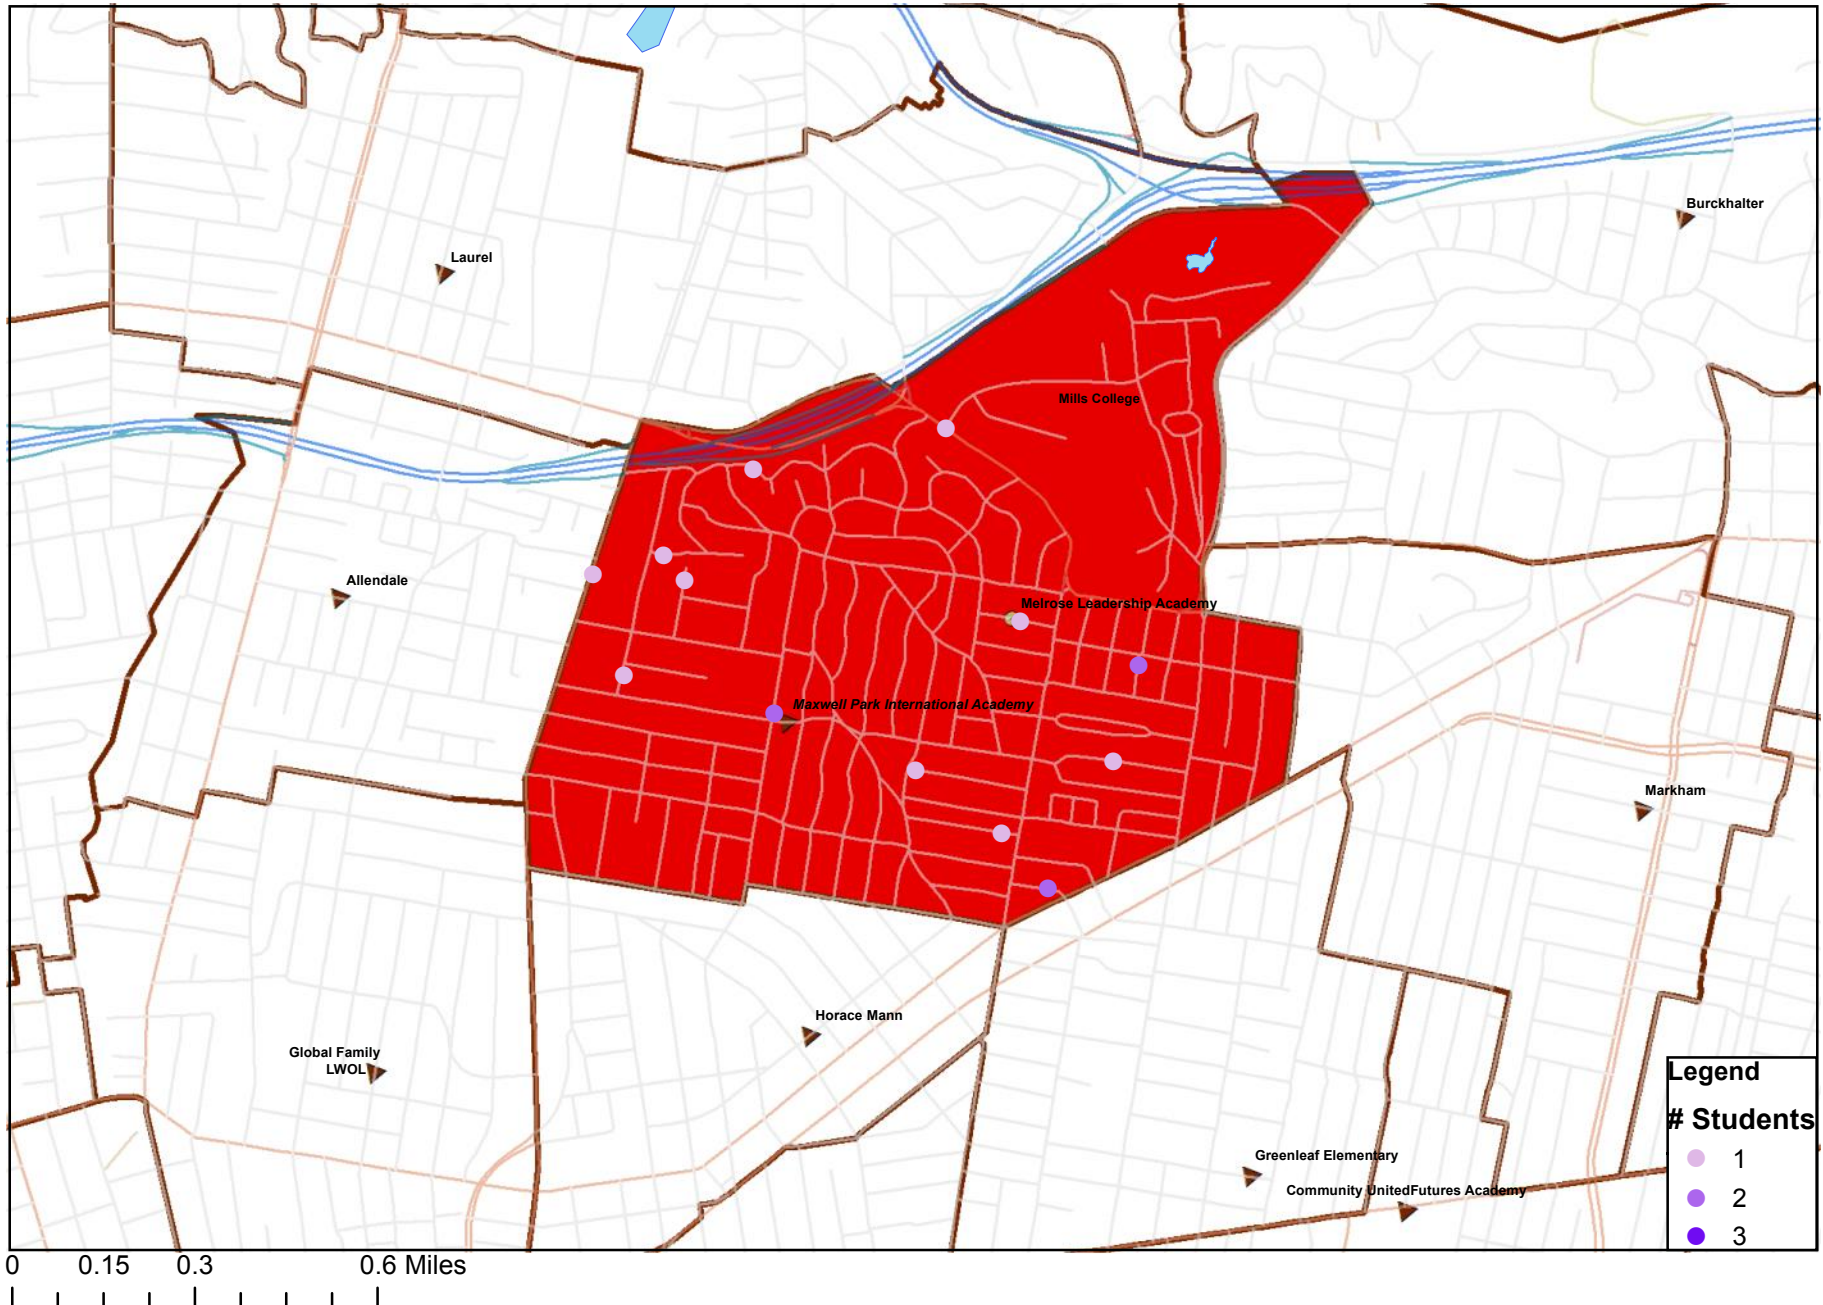 Burckhalter
Laurel
Mills College
Allendale
Melrose Leadership Academy
Maxwell Park International Academy
Markham
Horace Mann
Global Family
LWOL
Greenleaf Elementary
Community UnitedFutures Academy
Legend
# Students
1
2
3
0 0.15 0.3 0.6 Miles